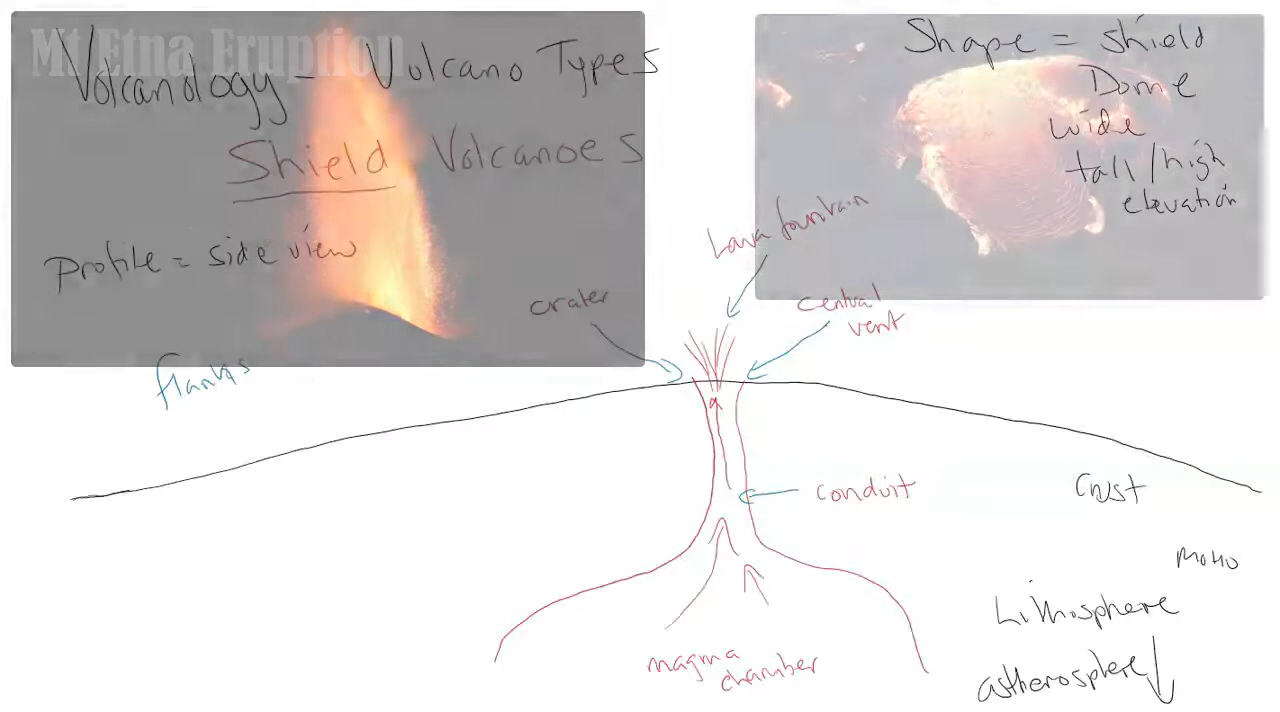 Mt Etna Eruption
Volcanology - Volcano Types
Shield Volcanoes
Profile = side view
Shape = shield
Dome
wide
tall/high
elevation
Lava fountain
crater
central
vent
flanks
conduit
Crust
MOHO
Lithosphere
asthenosphere
magma
chamber